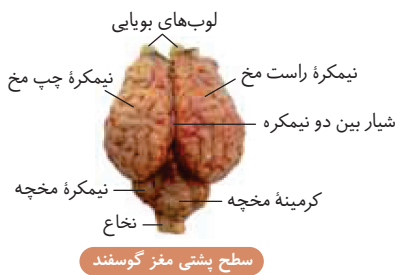 لوب‌های بویایی
نیمکرهٔ راست مخ
نیمکرهٔ چپ مخ
شیار بین دو نیمکره
نیمکرهٔ مخچه
کرمینهٔ مخچه
نخاع
سطح پشتی مغز گوسفند